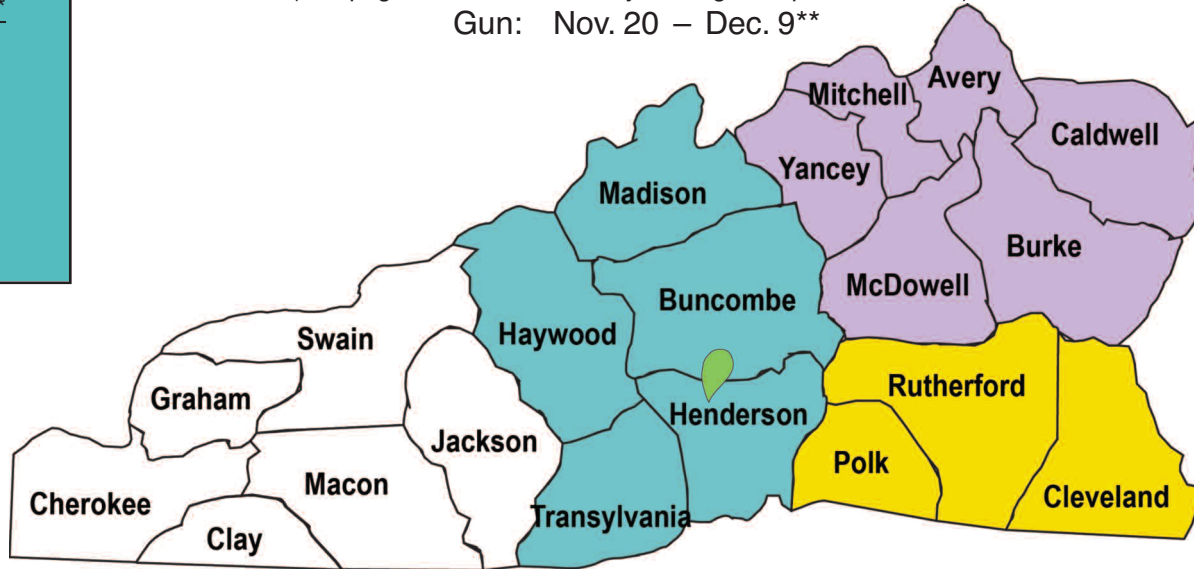 Gun: Nov. 20 – Dec. 9**
Avery
Mitchell
Caldwell
Yancey
Madison
Burke
McDowell
Buncombe
Haywood
Swain
Rutherford
Graham
Henderson
Jackson
Polk
Macon
Cleveland
Cherokee
Transylvania
Clay